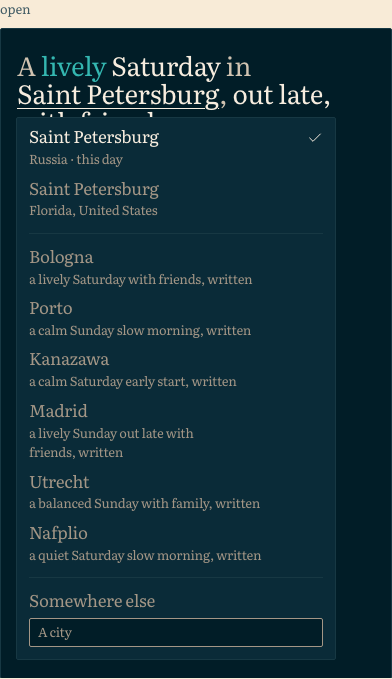 open
A lively Saturday in
Saint Petersburg, out late,
with friends
Saint Petersburg
Russia · this day
Saint Petersburg
Florida, United States
Bologna
a lively Saturday with friends, written
Porto
a calm Sunday slow morning, written
Kanazawa
a calm Saturday early start, written
Madrid
a lively Sunday out late with
friends, written
Utrecht
a balanced Sunday with family, written
Nafplio
a quiet Saturday slow morning, written
Somewhere else
A city